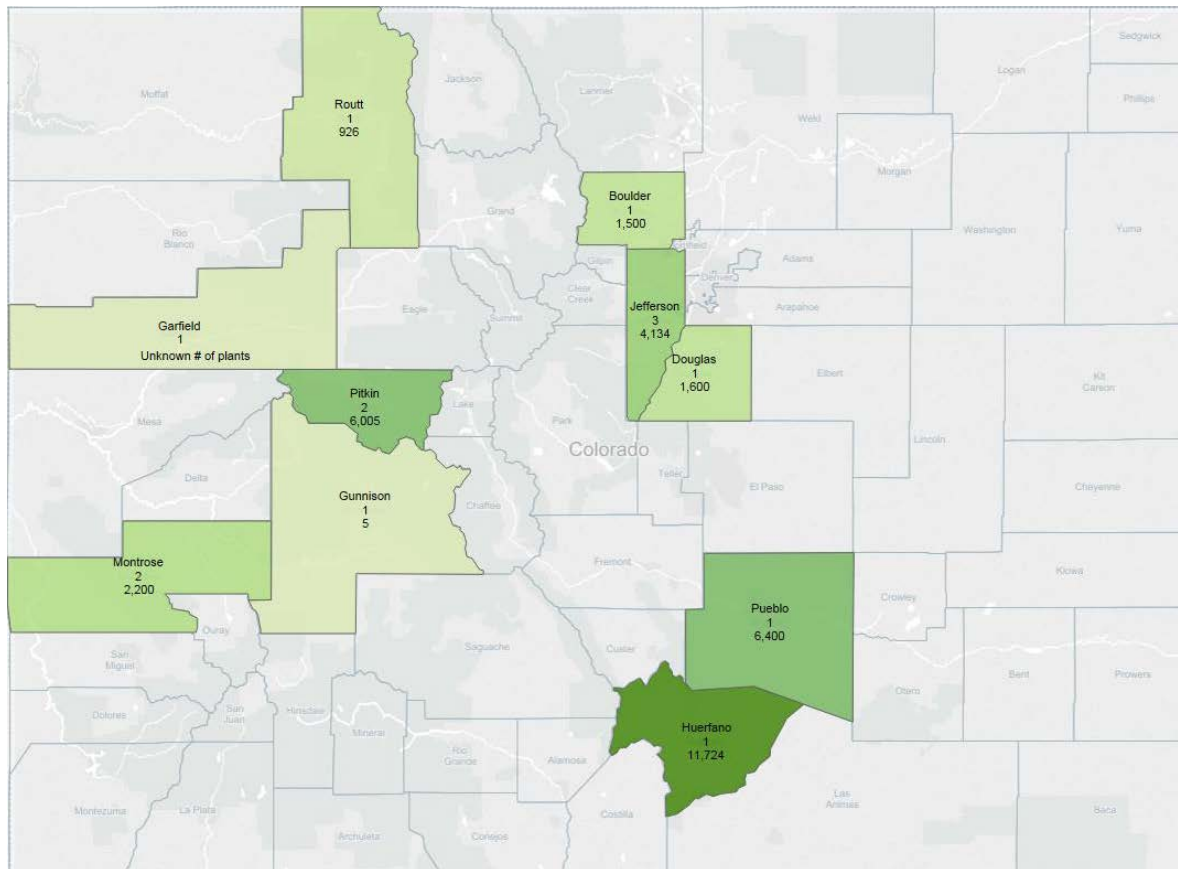 Sedgwick
Logan
Jackson
Larimer
Moffat
Phillips
Routt
1
926
Weld
Morgan
Boulder
1
1,500
Grand
Rio
Blanco
Washington
Yuma
Gilpin
Adams
Denver
Clear
Creek
Eagle
Summit
Arapahoe
Jefferson
3
4,134
Garfield
1
Unknown # of plants
Douglas
1
1,600
Elbert
Kit
Carson
Pitkin
2
6,005
Lake
Mesa
Park
Lincoln
Colorado
Delta
Teller
El Paso
Cheyenne
Gunnison
1
5
Chaffee
Montrose
2
2,200
Fremont
Kiowa
Crowley
Pueblo
1
6,400
Ouray
Saguache
Custer
San
Miguel
Bent
Prowers
Otero
Dolores
San
Juan
Hinsdale
Mineral
Huerfano
1
11,724
Rio
Grande
Alamosa
Las
Animas
Montezuma
La Plata
Costilla
Baca
Archuleta
Conejos